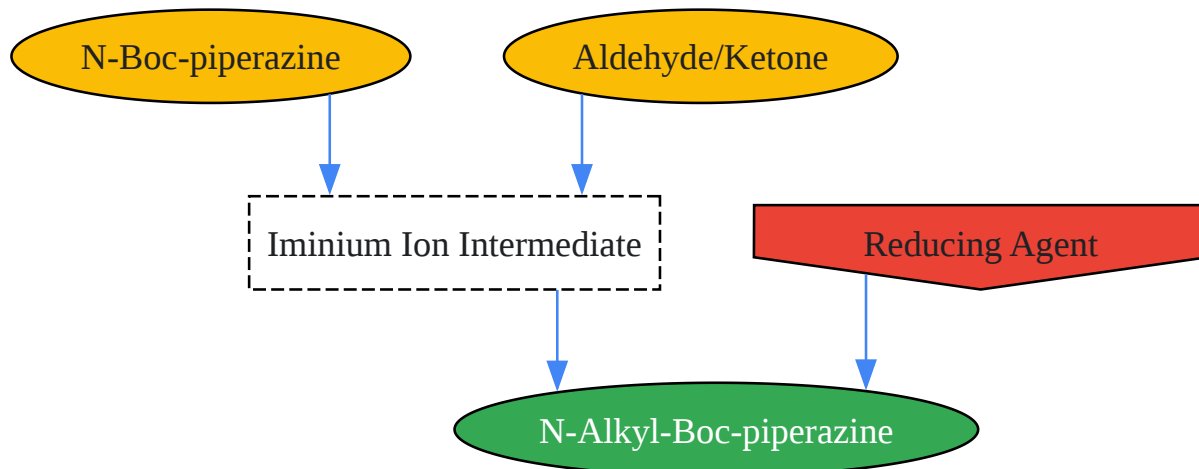 N-Boc-piperazine
Aldehyde/Ketone
Iminium Ion Intermediate
Reducing Agent
N-Alkyl-Boc-piperazine